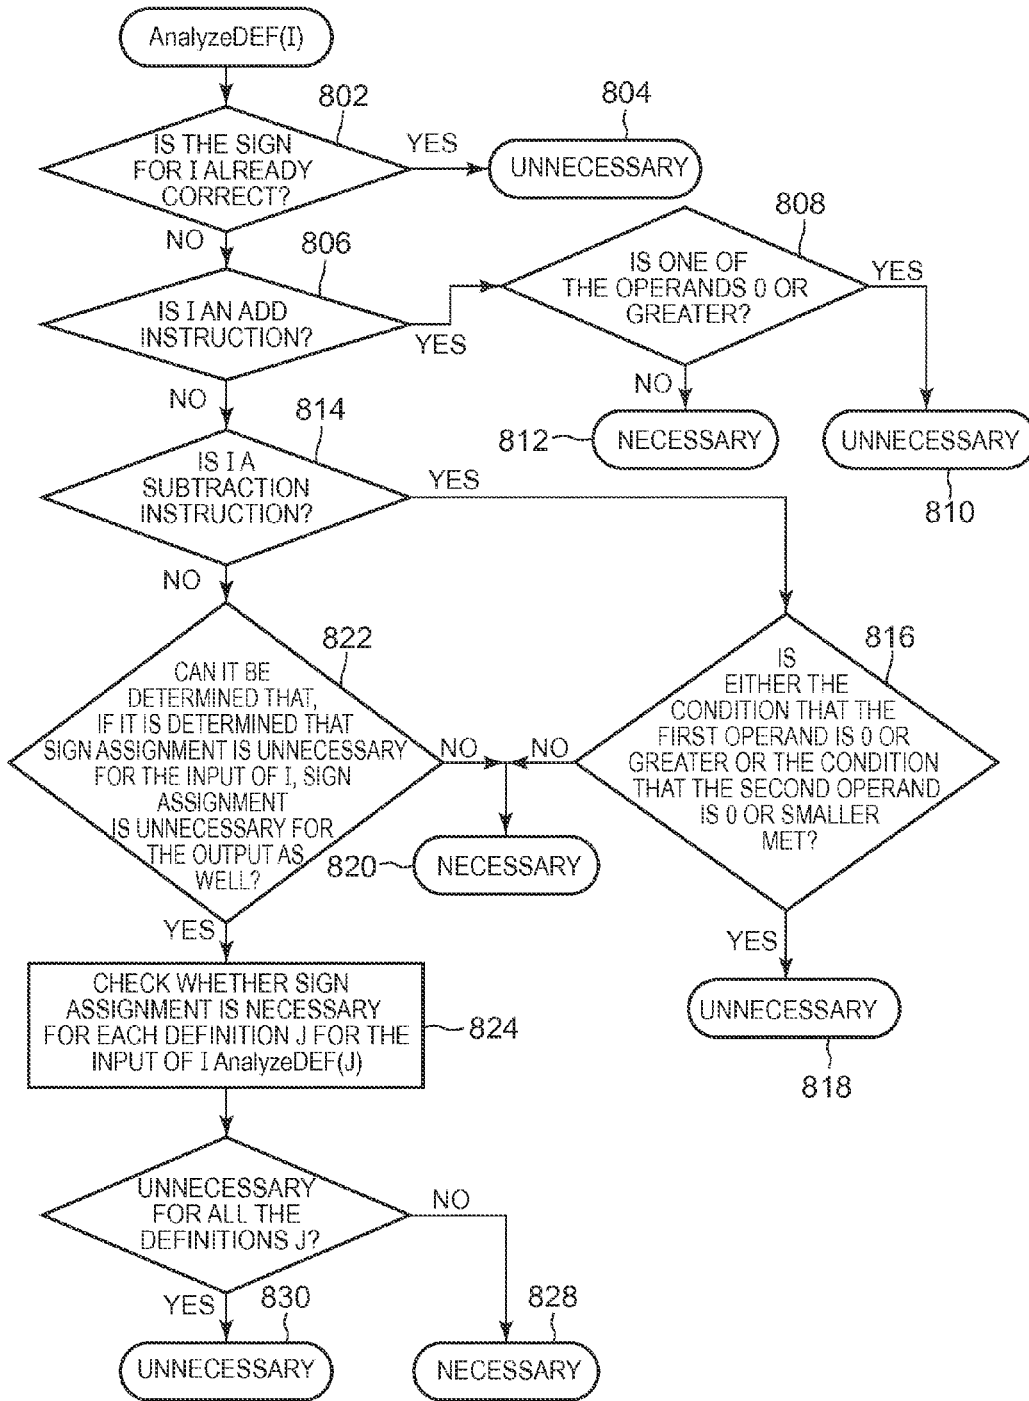 AnalyzeDEF(I)
802
IS THE SIGN
FOR I ALREADY
CORRECT?
YES
804
UNNECESSARY
NO
806
IS I AN ADD
INSTRUCTION?
YES
808
IS ONE OF
THE OPERANDS 0 OR
GREATER?
YES
NO
812
NECESSARY
UNNECESSARY
810
NO
814
IS I A
SUBTRACTION
INSTRUCTION?
YES
NO
822
CAN IT BE
DETERMINED THAT,
IF IT IS DETERMINED THAT
SIGN ASSIGNMENT IS UNNECESSARY
FOR THE INPUT OF I, SIGN
ASSIGNMENT
IS UNNECESSARY FOR
THE OUTPUT AS
WELL?
NO
NO
816
IS
EITHER THE
CONDITION THAT THE
FIRST OPERAND IS 0 OR
GREATER OR THE CONDITION
THAT THE SECOND OPERAND
IS 0 OR SMALLER
MET?
820
NECESSARY
YES
YES
UNNECESSARY
818
CHECK WHETHER SIGN
ASSIGNMENT IS NECESSARY
FOR EACH DEFINITION J FOR THE
INPUT OF I AnalyzeDEF(J)
824
UNNECESSARY
FOR ALL THE
DEFINITIONS J?
NO
YES
830
UNNECESSARY
828
NECESSARY